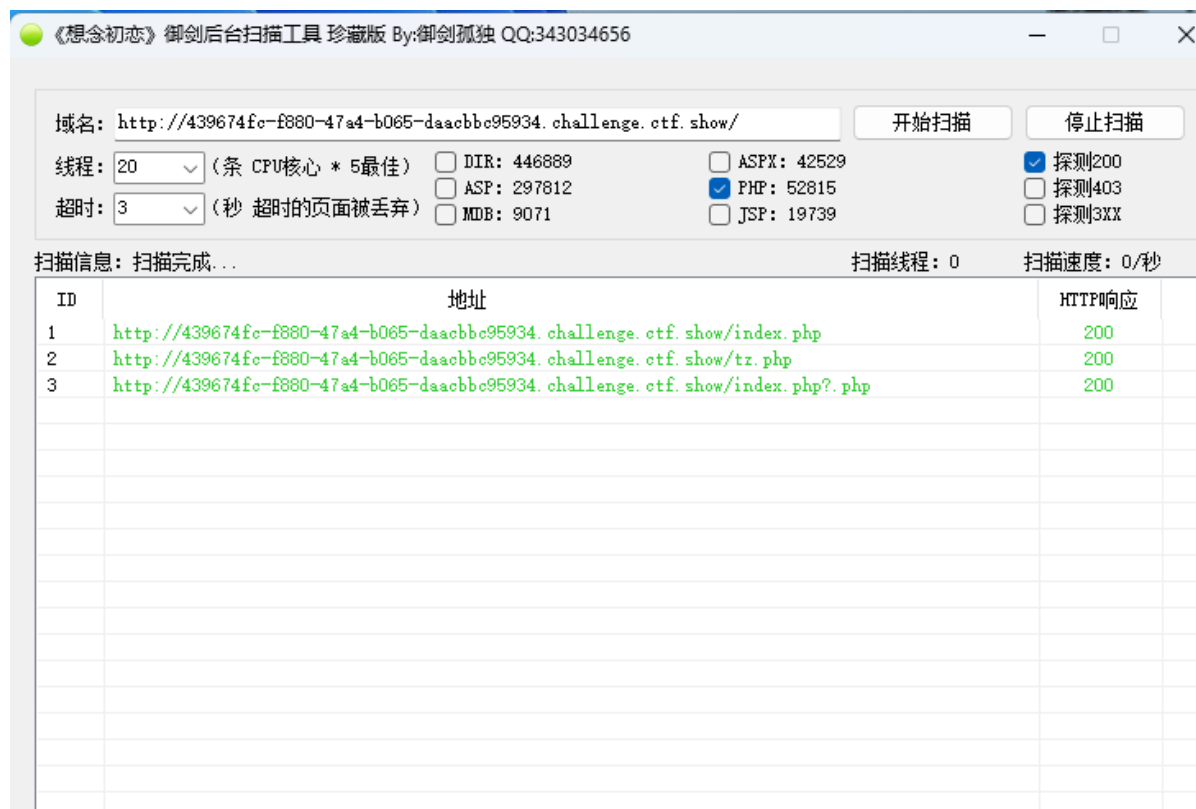 《想念初恋》御剑后台扫描工具 珍藏版 By:御剑孤独 QQ:343034656
域名: http://439674fc-f880-47a4-b065-daacbbc95934.challenge.ctf.show/ 开始扫描 停止扫描
线程: 20 (条 CPU核心 * 5最佳) DIR: 446889 ASPX: 42529 探测200
ASP: 297812 PHP: 52815 探测403
超时: 3 (秒 超时的页面被丢弃) MDB: 9071 JSP: 19739 探测3XX
扫描信息: 扫描完成... 扫描线程: 0 扫描速度: 0/秒
ID 地址 HTTP响应
1 http://439674fc-f880-47a4-b065-daacbbc95934.challenge.ctf.show/index.php 200
2 http://439674fc-f880-47a4-b065-daacbbc95934.challenge.ctf.show/tz.php 200
3 http://439674fc-f880-47a4-b065-daacbbc95934.challenge.ctf.show/index.php?.php 200